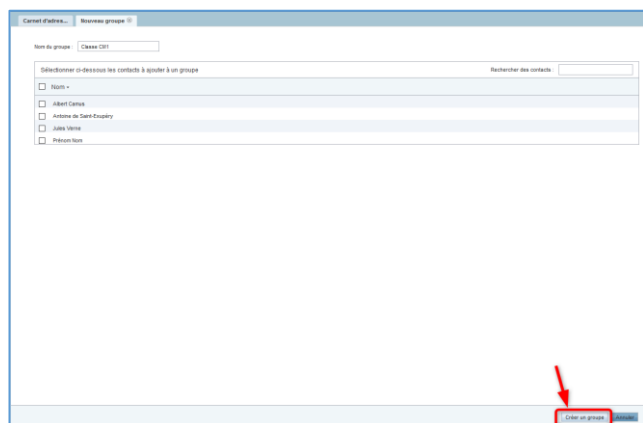 Carnet d'adres... Nouveau groupe
Nom du groupe : Classe CM1
Sélectionner ci-dessous les contacts à ajouter à un groupe Rechercher des contacts :
Nom
Albert Camus
Antoine de Saint-Exupéry
Jules Verne
Prénom Nom
Créer un groupe Annuler